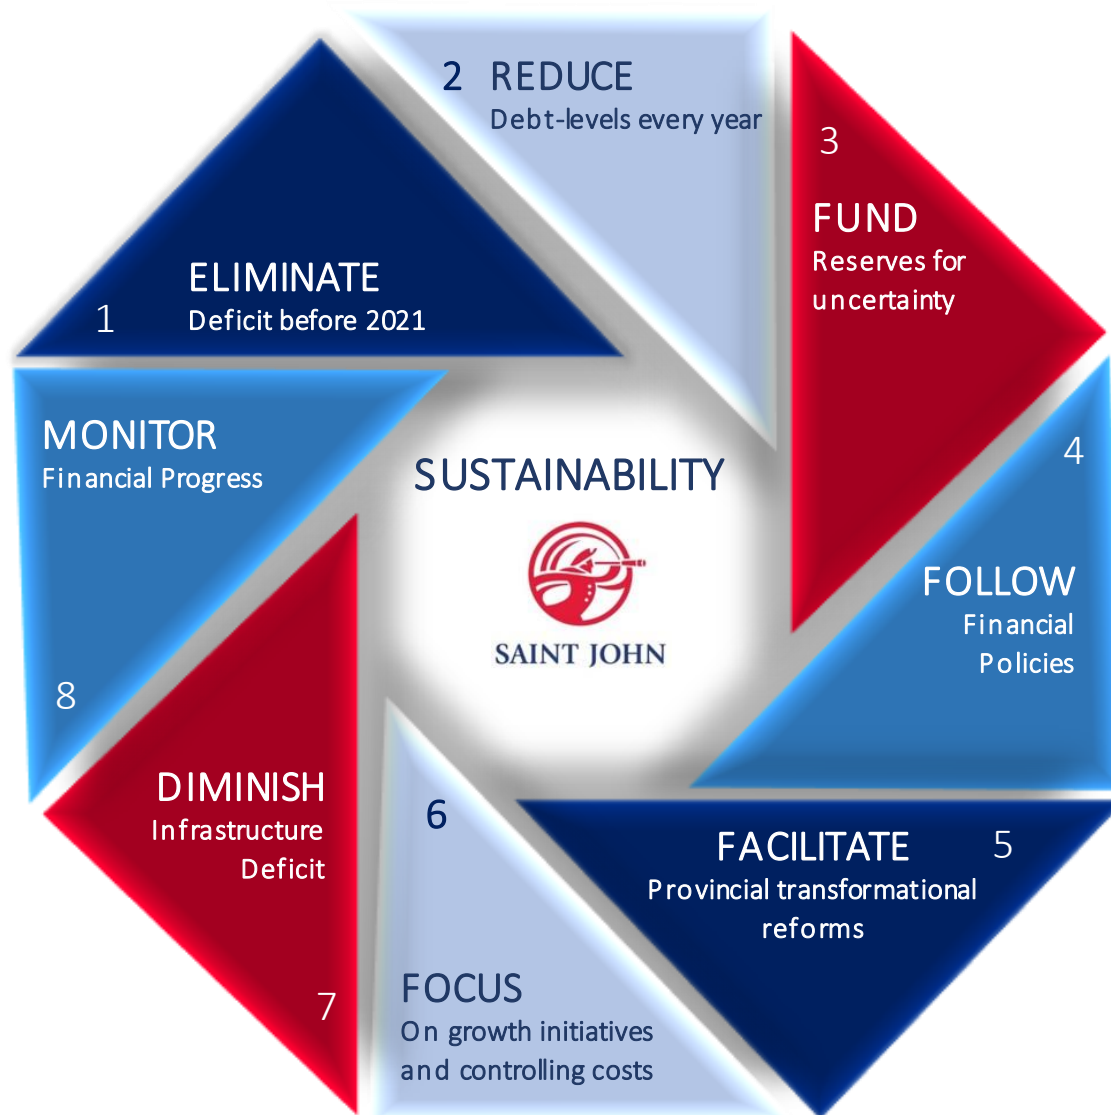 1
ELIMINATE
Deficit before 2021
2 REDUCE
Debt-levels every year
3
FUND
Reserves for
uncertainty
4
FOLLOW
Financial
Policies
FACILITATE 5
Provincial transformational
reforms
6
FOCUS
On growth initiatives
and controlling costs
DIMINISH
Infrastructure
Deficit
7
MONITOR
Financial Progress
8
SUSTAINABILITY
SAINT JOHN